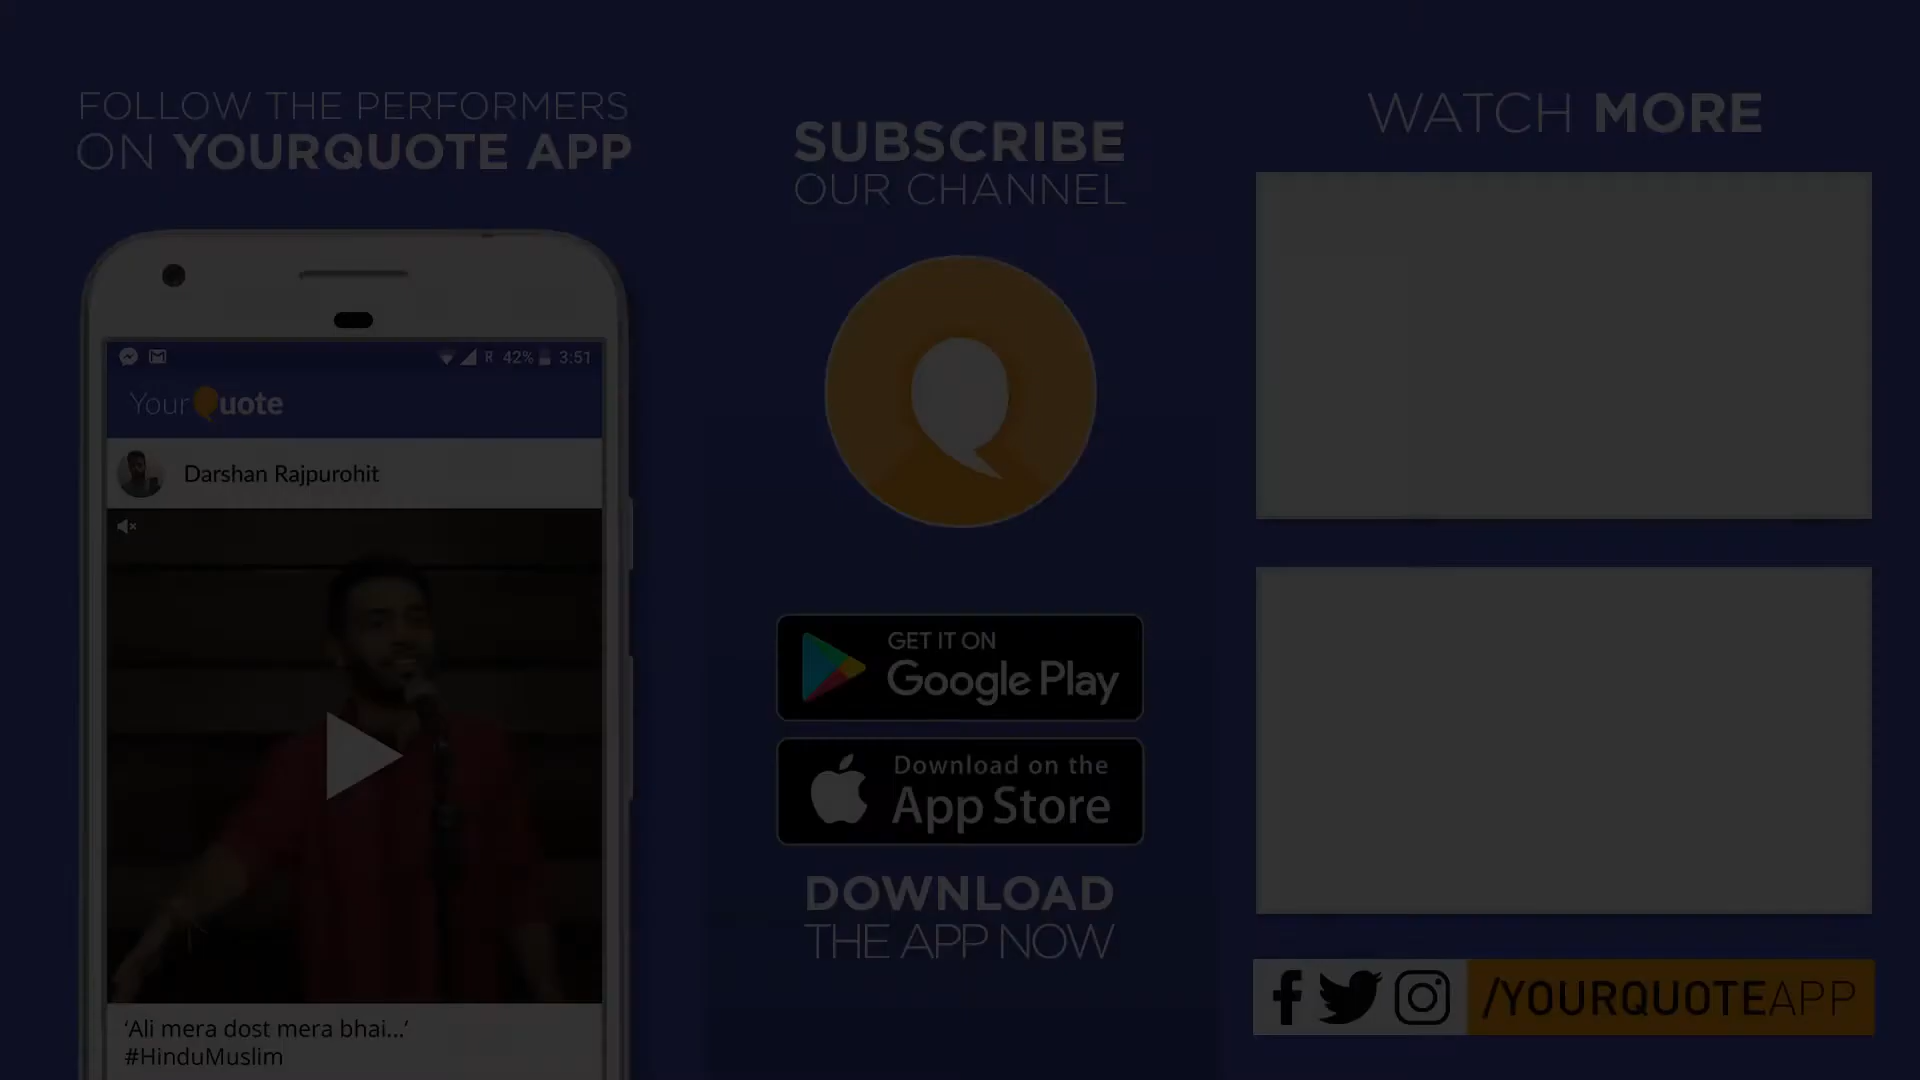 FOLLOW THE PERFORMERS
ON YOURQUOTE APP
R 42% 3:51
YourQuote
Darshan Rajpurohit
'Ali mera dost mera bhai...'
#HinduMuslim
SUBSCRIBE
OUR CHANNEL
GET IT ON
Google Play
Download on the
App Store
DOWNLOAD
THE APP NOW
WATCH MORE
/YOURQUOTEAPP